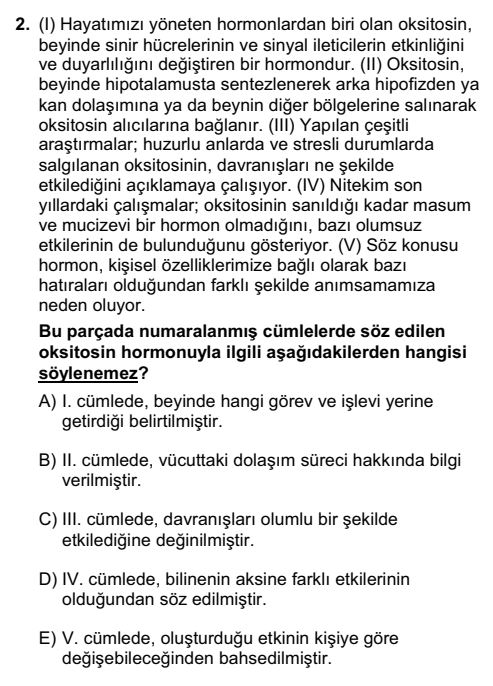 2. (I) Hayatımızı yöneten hormonlardan biri olan oksitosin,
beyinde sinir hücrelerinin ve sinyal ileticilerin etkinliğini
ve duyarlılığını değiştiren bir hormondur. (II) Oksitosin,
beyinde hipotalamusta sentezlenerek arka hipofizden ya
kan dolaşımına ya da beynin diğer bölgelerine salınarak
oksitosin alıcılarına bağlanır. (III) Yapılan çeşitli
araştırmalar; huzurlu anlarda ve stresli durumlarda
salgılanan oksitosinin, davranışları ne şekilde
etkilediğini açıklamaya çalışıyor. (IV) Nitekim son
yıllardaki çalışmalar; oksitosinin sanıldığı kadar masum
ve mucizevi bir hormon olmadığını, bazı olumsuz
etkilerinin de bulunduğunu gösteriyor. (V) Söz konusu
hormon, kişisel özelliklerimize bağlı olarak bazı
hatıraları olduğundan farklı şekilde anımsamamıza
neden oluyor.
Bu parçada numaralanmış cümlelerde söz edilen
oksitosin hormonuyla ilgili aşağıdakilerden hangisi
söylenemez?
A) I. cümlede, beyinde hangi görev ve işlevi yerine
getirdiği belirtilmiştir.
B) II. cümlede, vücuttaki dolaşım süreci hakkında bilgi
verilmiştir.
C) III. cümlede, davranışları olumlu bir şekilde
etkilediğine değinilmiştir.
D) IV. cümlede, bilinenin aksine farklı etkilerinin
olduğundan söz edilmiştir.
E) V. cümlede, oluşturduğu etkinin kişiye göre
değişebileceğinden bahsedilmiştir.